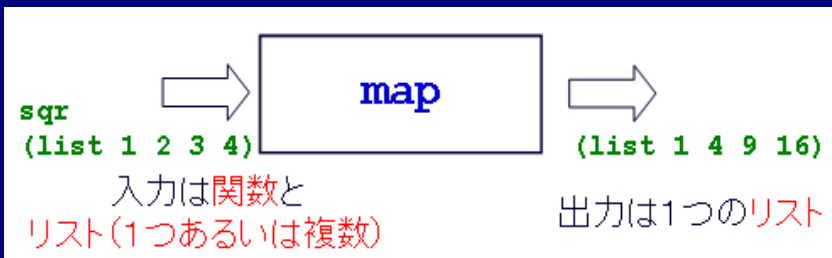 map
sqr
(list 1 2 3 4)
(list 1 4 9 16)
入力は関数と
リスト(1つあるいは複数)
出力は1つのリスト